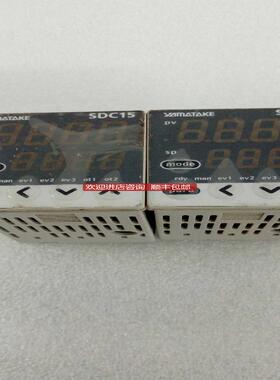 YAMATAKE SDC15
YAMATAKE S
pv
sp
mode
man ev1 ev2 ev3 ot1 ot2
rdy man ev1 ev2 ev3
欢迎进店咨询 顺丰包邮
para